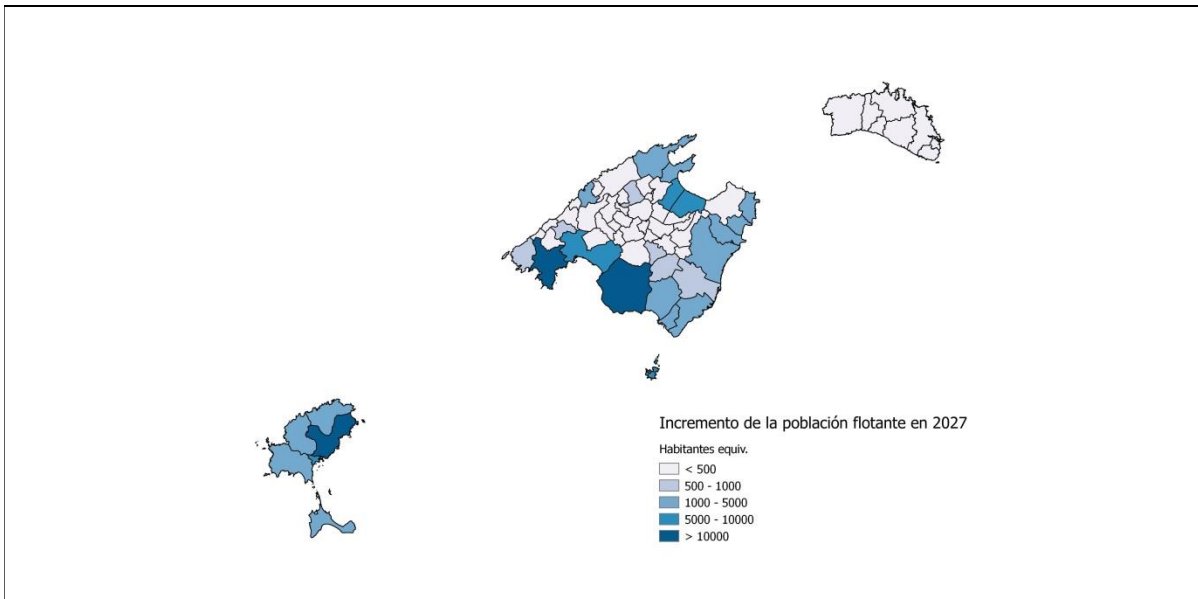 Incremento de la población flotante en 2027
Habitantes equiv.
< 500
500 - 1000
1000 - 5000
5000 - 10000
> 10000